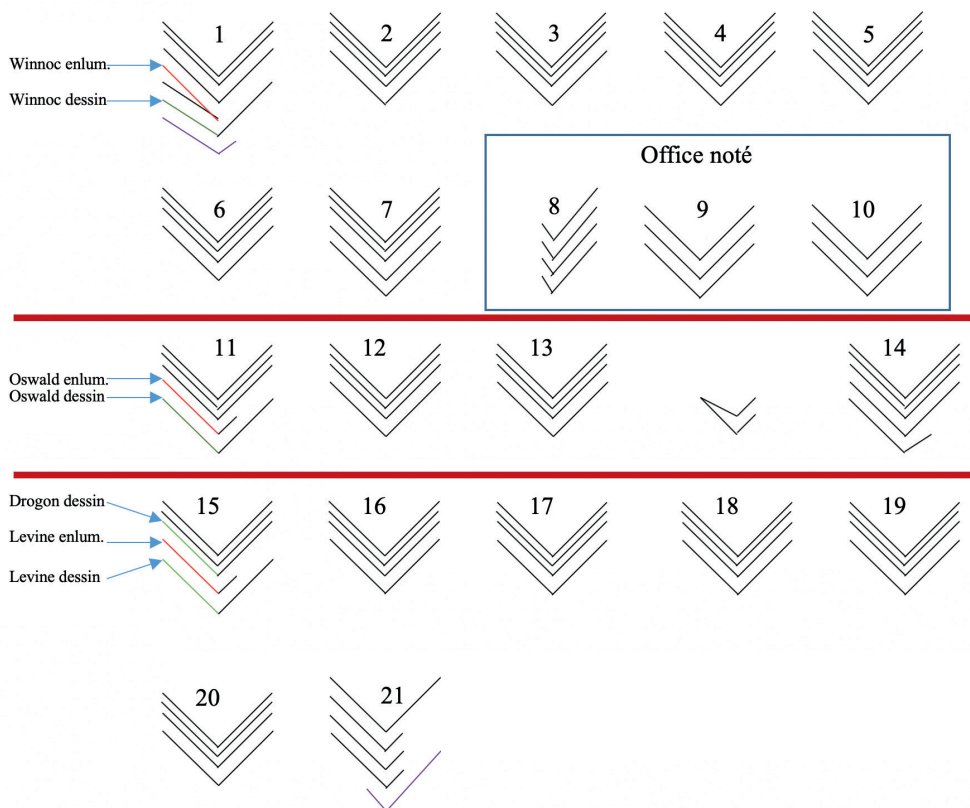 1 2 3 4 5
Winnoc enlum.
Winnoc dessin
Office noté
6 7 8 9 10
11 12 13 14
Oswald enlum.
Oswald dessin
Drogon dessin
15 16 17 18 19
Levine enlum.
Levine dessin
20 21